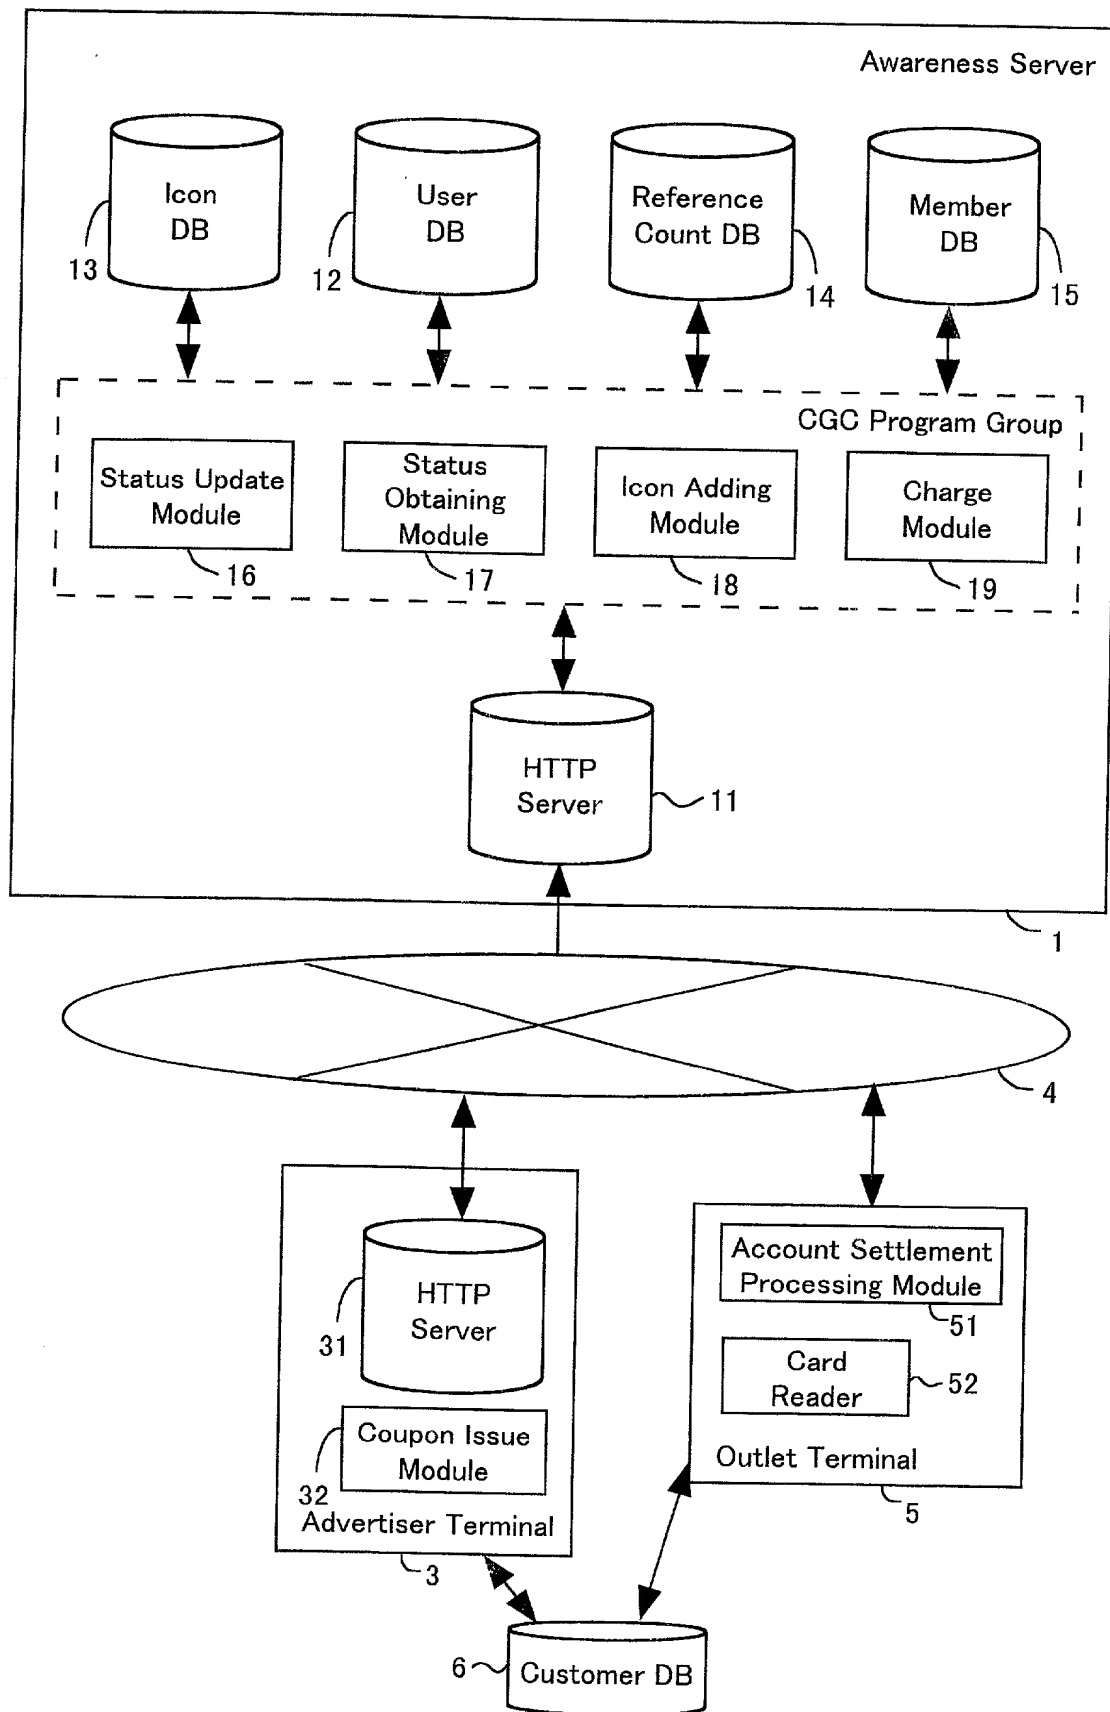 Awareness Server
Icon
DB
User
DB
Reference
Count DB
Member
DB
13
12
14
15
CGC Program Group
Status Update
Module
Status
Obtaining
Module
Icon Adding
Module
Charge
Module
16
17
18
19
HTTP
Server
11
1
4
HTTP
Server
31
Coupon Issue
Module
32
Advertiser Terminal
3
Account Settlement
Processing Module
51
Card
Reader
52
Outlet Terminal
5
6
Customer DB